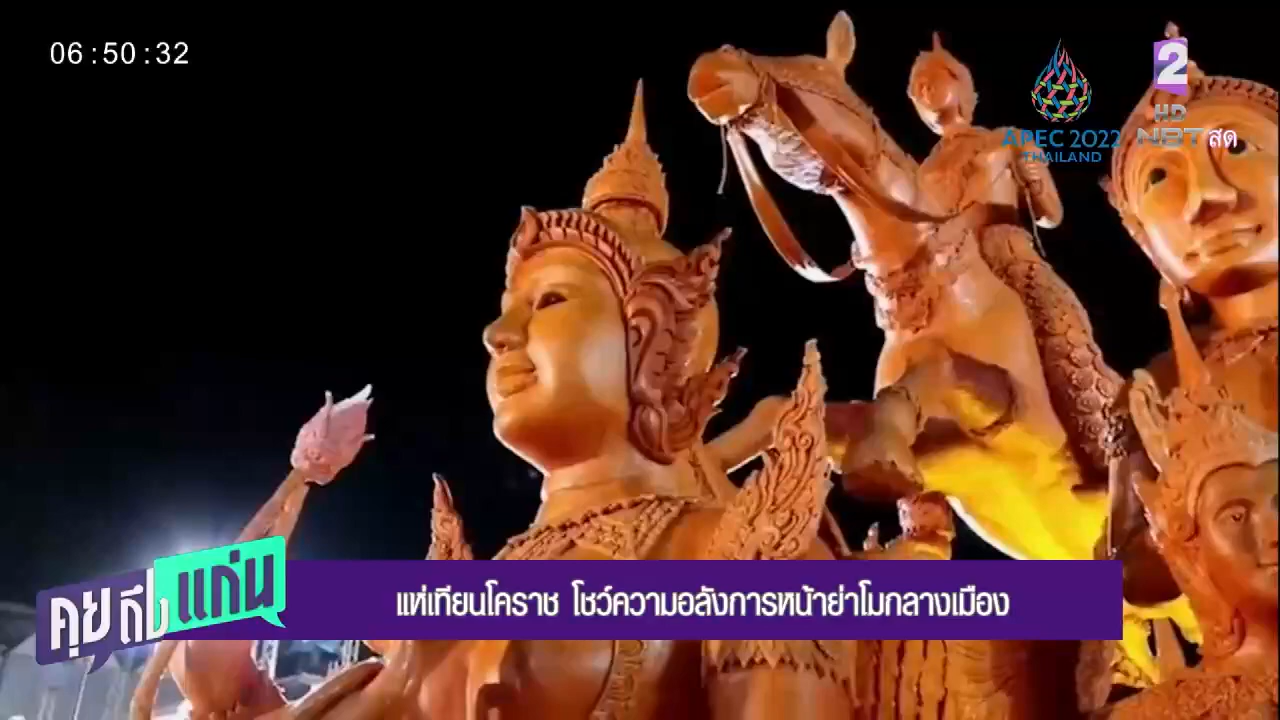 06:50:32
2
HD
NBT สด
APEC 2022
THAILAND
คุยถึงแก่น
แห่เทียนโคราช โชว์ความอลังการหน้าย่าโมกลางเมือง